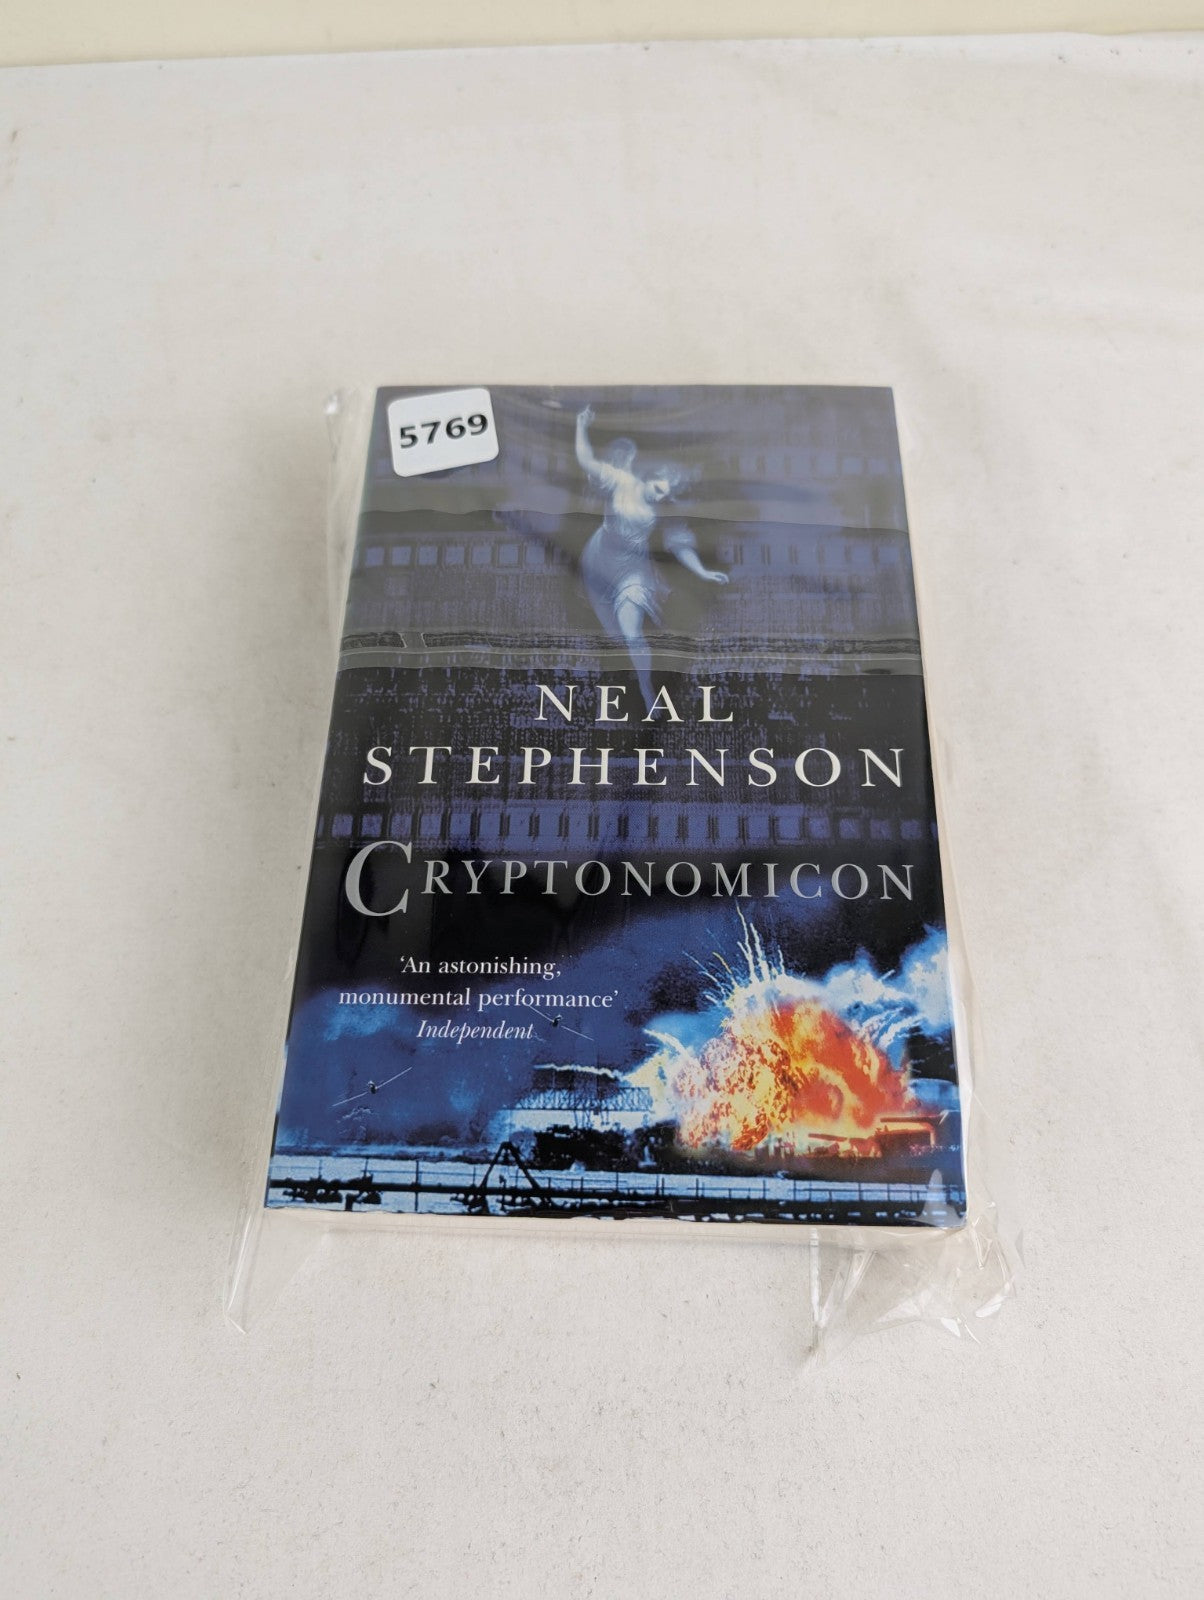 5769
NEAL
STEPHENSON
CRYPTONOMICON
‘An astonishing,
monumental performance’
Independent